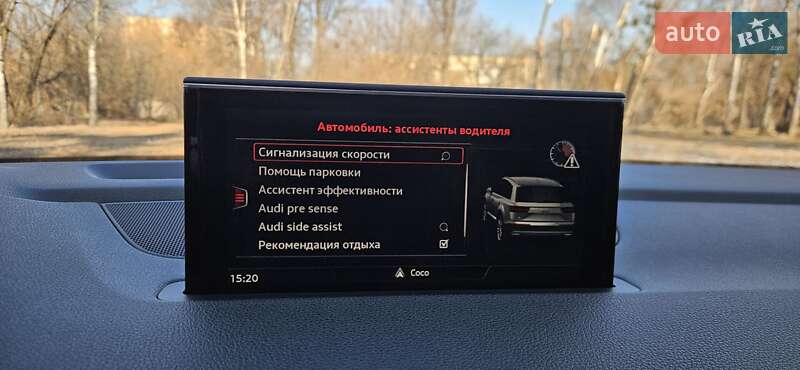 auto RIA .com
Автомобиль: ассистенты водителя
Сигнализация скорости
Помощь парковки
Ассистент эффективности
Audi pre sense
Audi side assist
Рекомендация отдыха
15:20
Coco